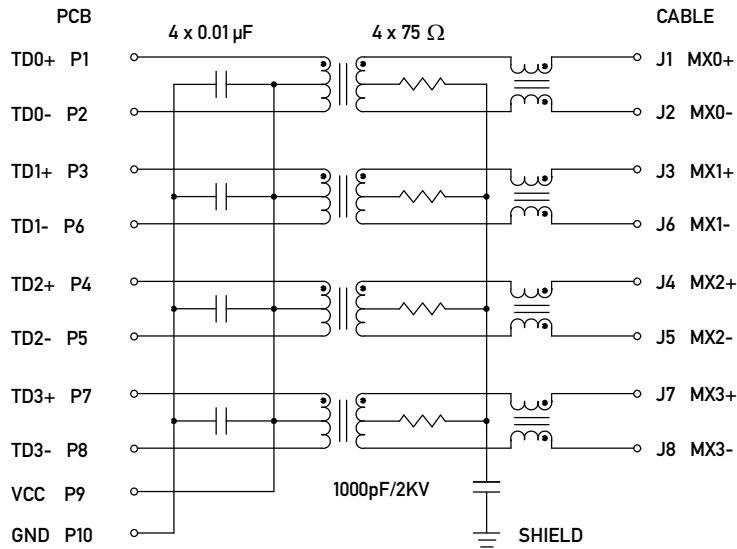 PCB CABLE
4 x 0.01 µF 4 x 75 Ω
TD0+ P1 J1 MX0+
TD0- P2 J2 MX0-
TD1+ P3 J3 MX1+
TD1- P6 J6 MX1-
TD2+ P4 J4 MX2+
TD2- P5 J5 MX2-
TD3+ P7 J7 MX3+
TD3- P8 J8 MX3-
VCC P9 1000pF/2KV
GND P10 SHIELD